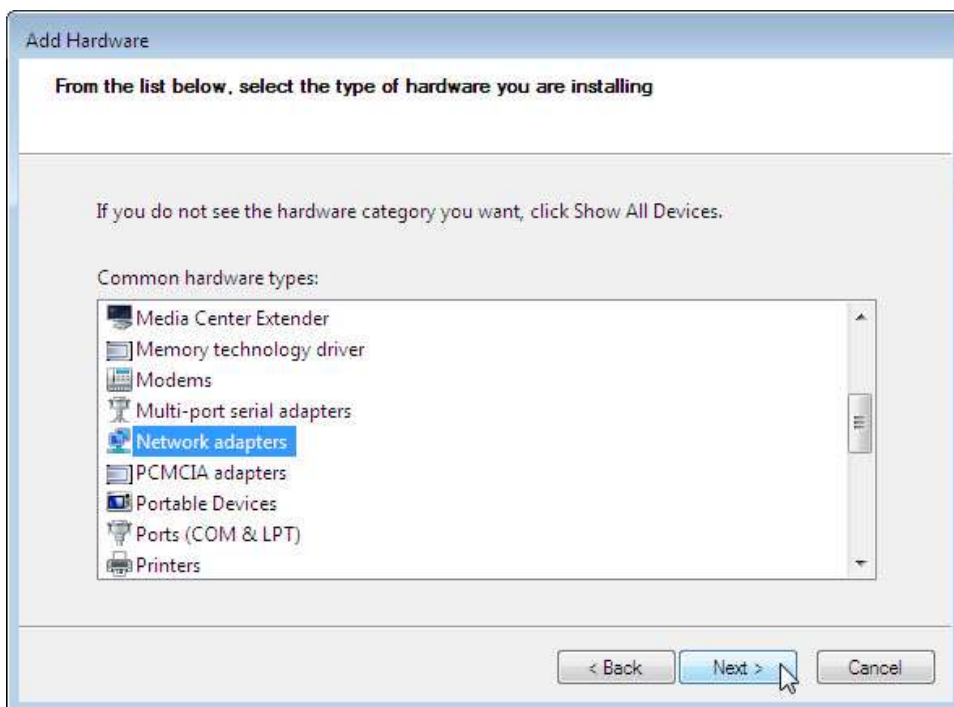 Add Hardware
From the list below, select the type of hardware you are installing
If you do not see the hardware category you want, click Show All Devices.
Common hardware types:
Media Center Extender
Memory technology driver
Modems
Multi-port serial adapters
Network adapters
PCMCIA adapters
Portable Devices
Ports (COM & LPT)
Printers
< Back Next > Cancel